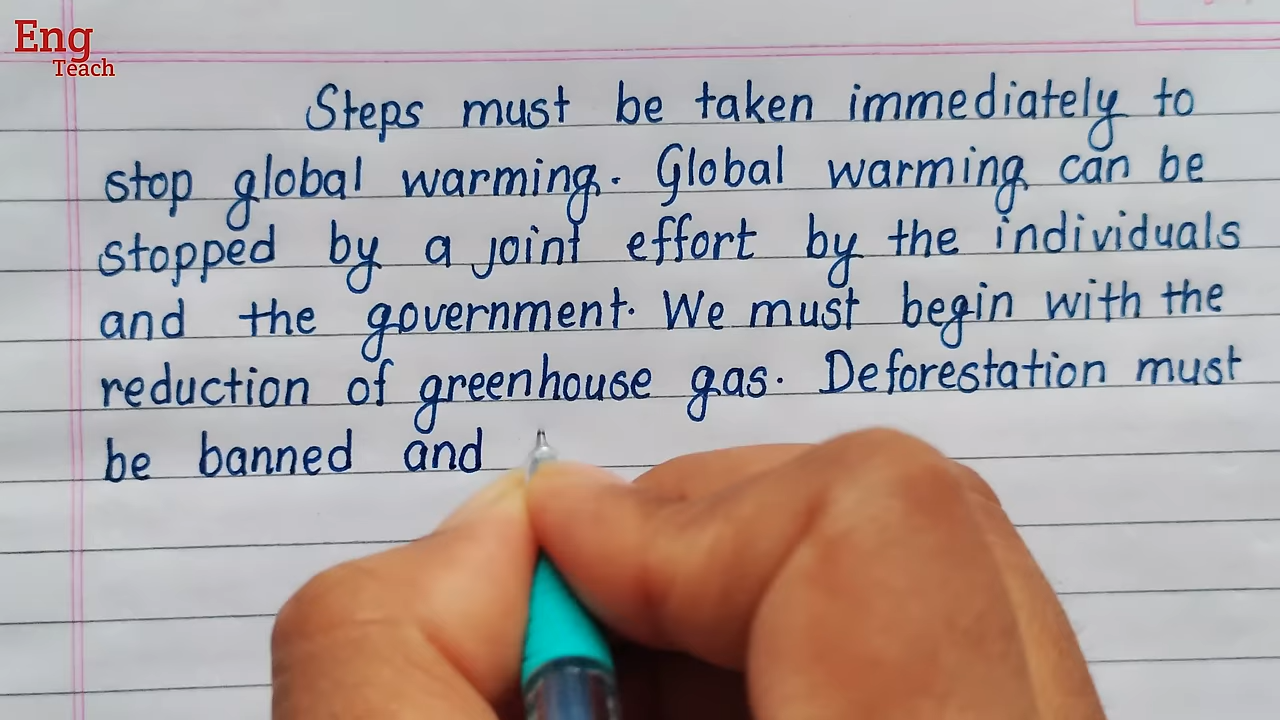 Eng
Teach
Steps must be taken immediately to
stop global warming. Global warming can be
stopped by a joint effort by the individuals
and the government. We must begin with the
reduction of greenhouse gas. Deforestation must
be banned and